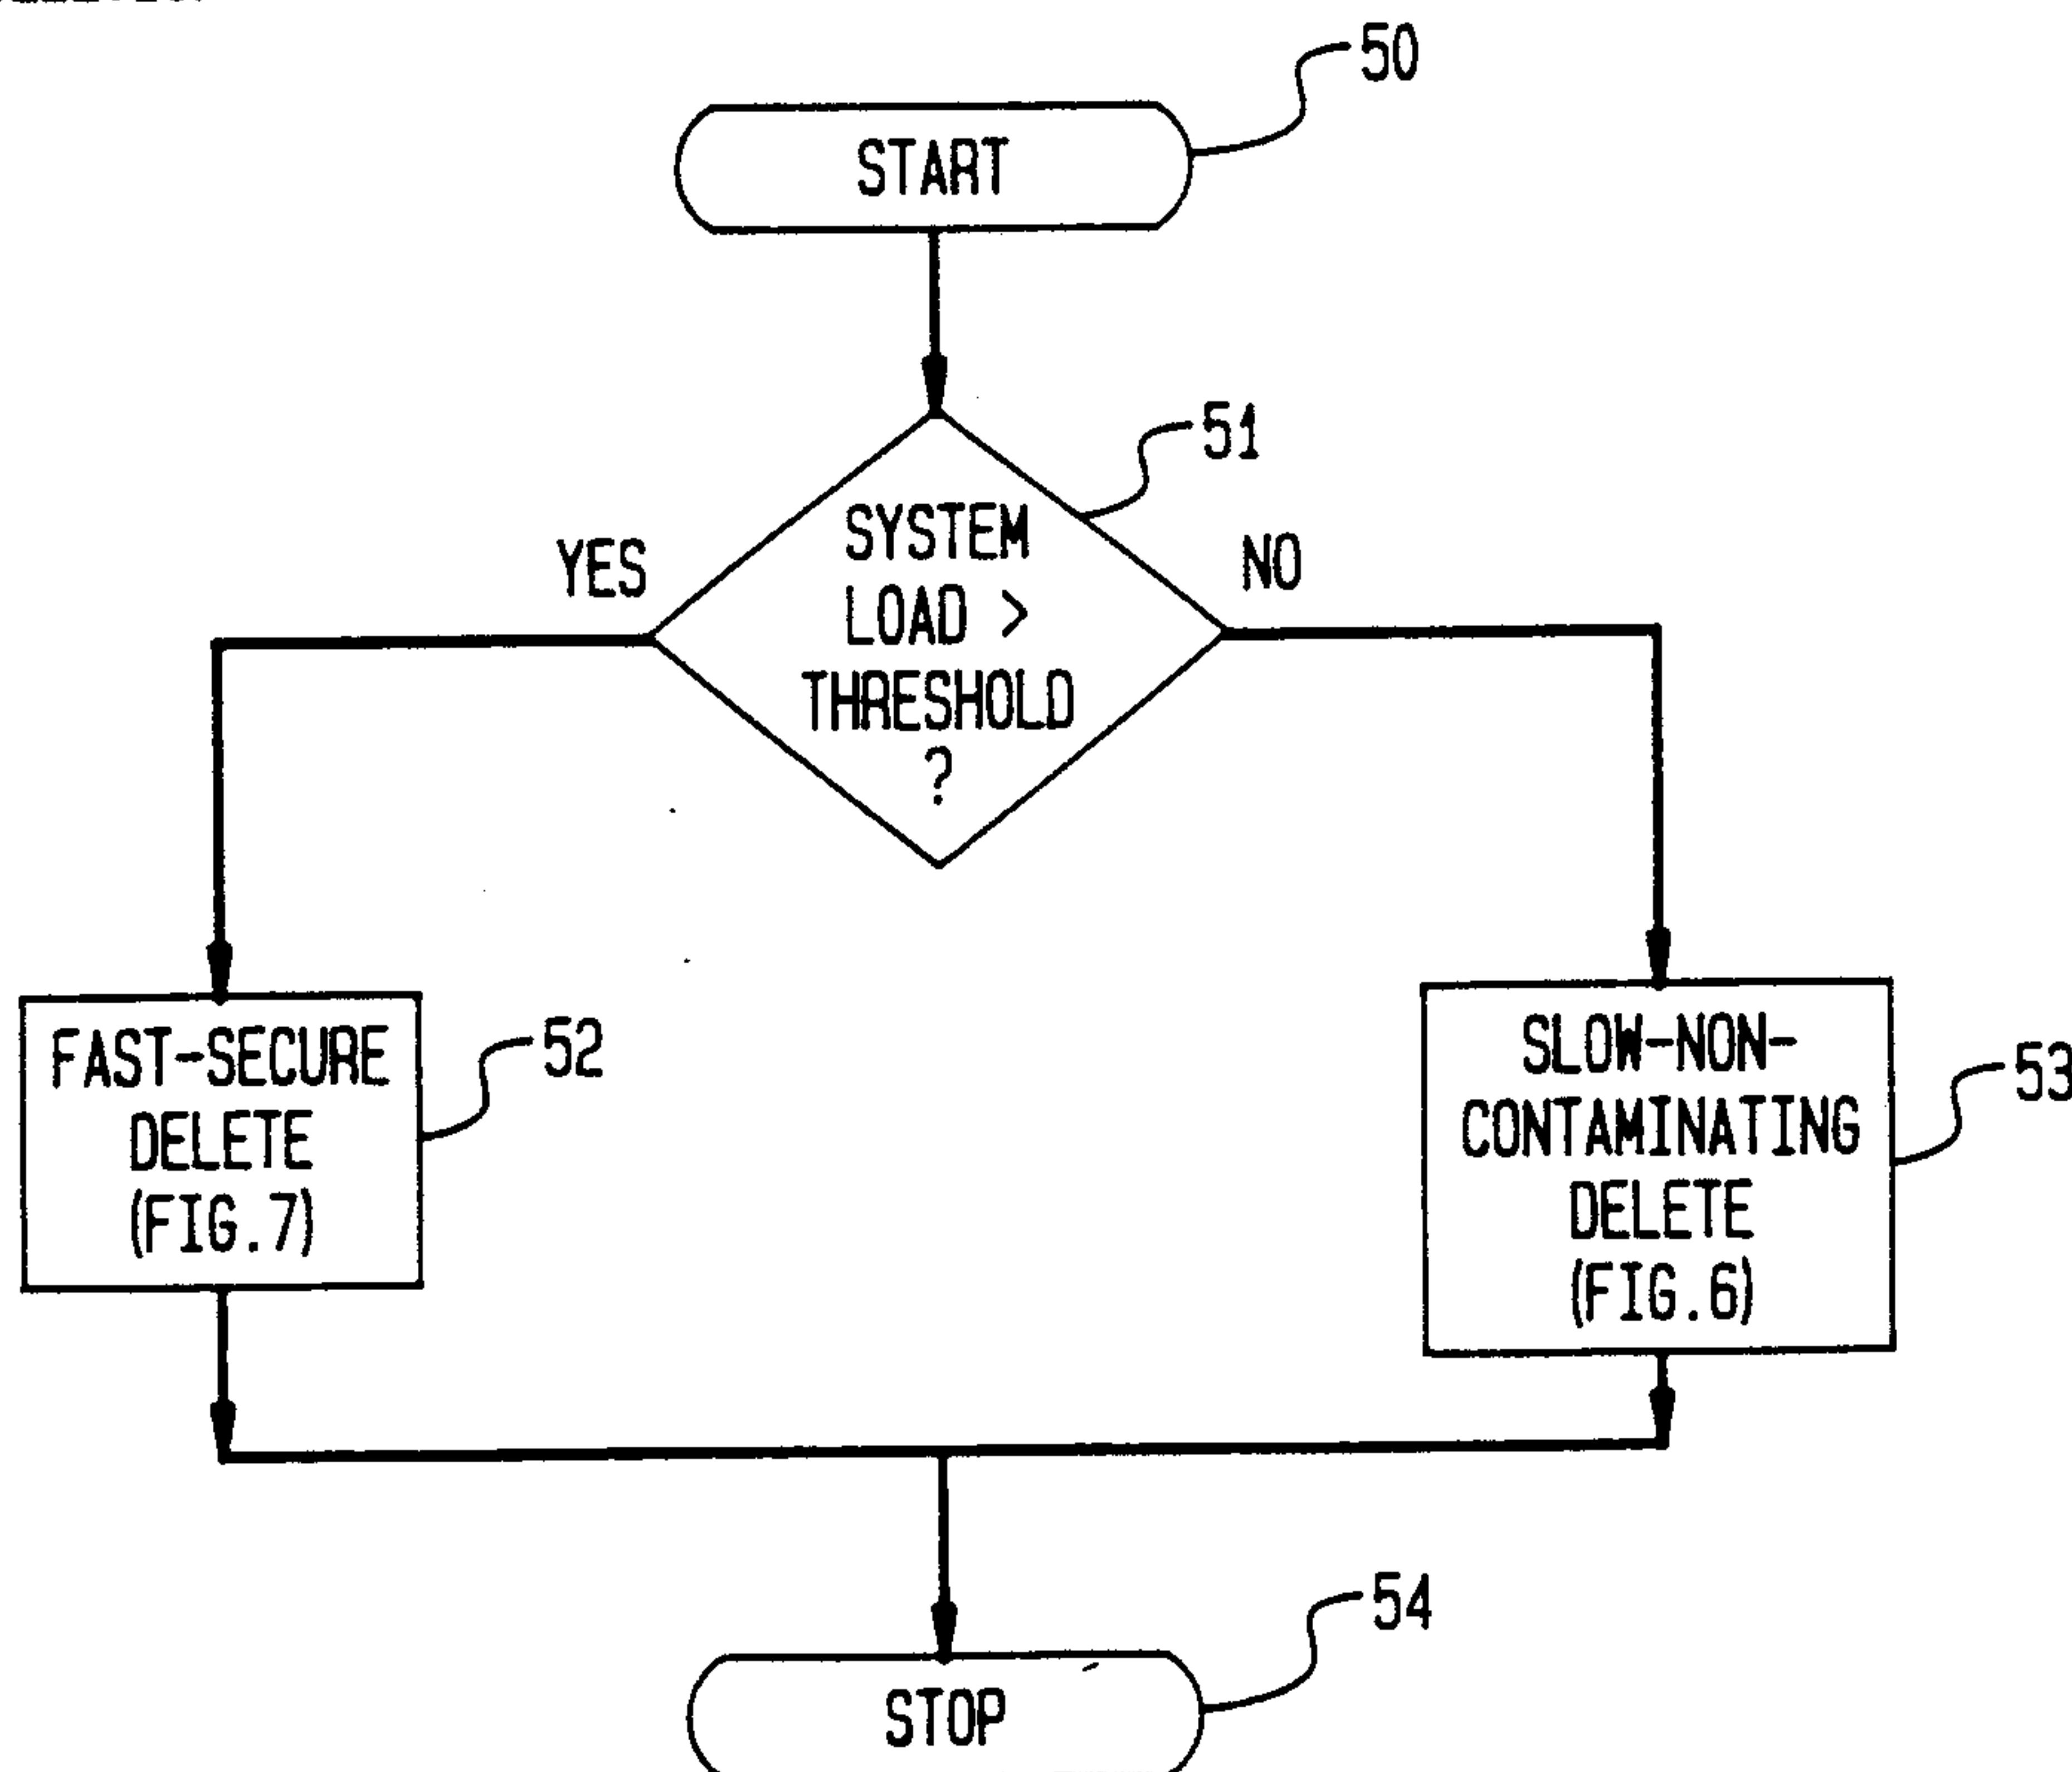 50
START
51
SYSTEM
LOAD >
THRESHOLD
?
YES
NO
FAST-SECURE
DELETE
(FIG.7)
52
SLOW-NON-
CONTAMINATING
DELETE
(FIG.6)
53
54
STOP